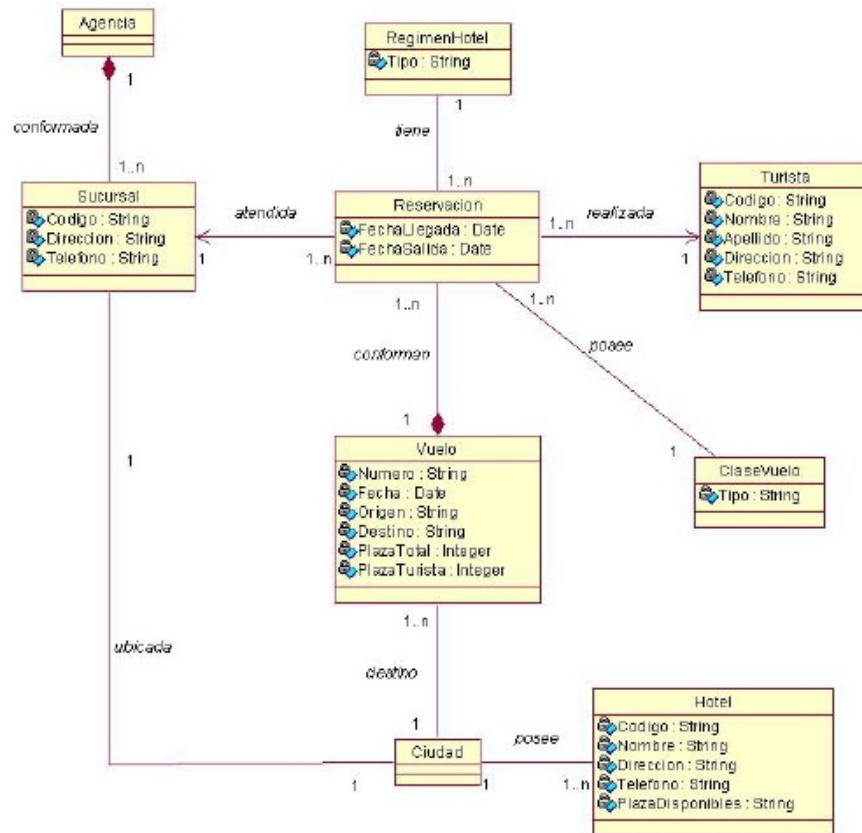 Agencia
1
conformada
1..n
RegimenHotel
Tipo : String
1
tiene
1..n
Sucursal
Codigo : String
Direccion : String
Telefono : String
1
atendida
1..n
Reservacion
FechaLlegada : Date
FechaSalida : Date
1..n
realizada
1
Turista
Codigo : String
Nombre : String
Apellido : String
Direccion : String
Telefono : String
1..n
conforman
1
1..n
posee
1
ClaseVuelo
Tipo : String
Vuelo
Numero : String
Fecha : Date
Origen : String
Destino : String
PlazaTotal : Integer
PlazaTurista : Integer
1
ubicada
1
1..n
destino
1
Ciudad
1
posee
1..n
Hotel
Codigo : String
Nombre : String
Direccion : String
Telefono : String
PlazaDisponibles : String